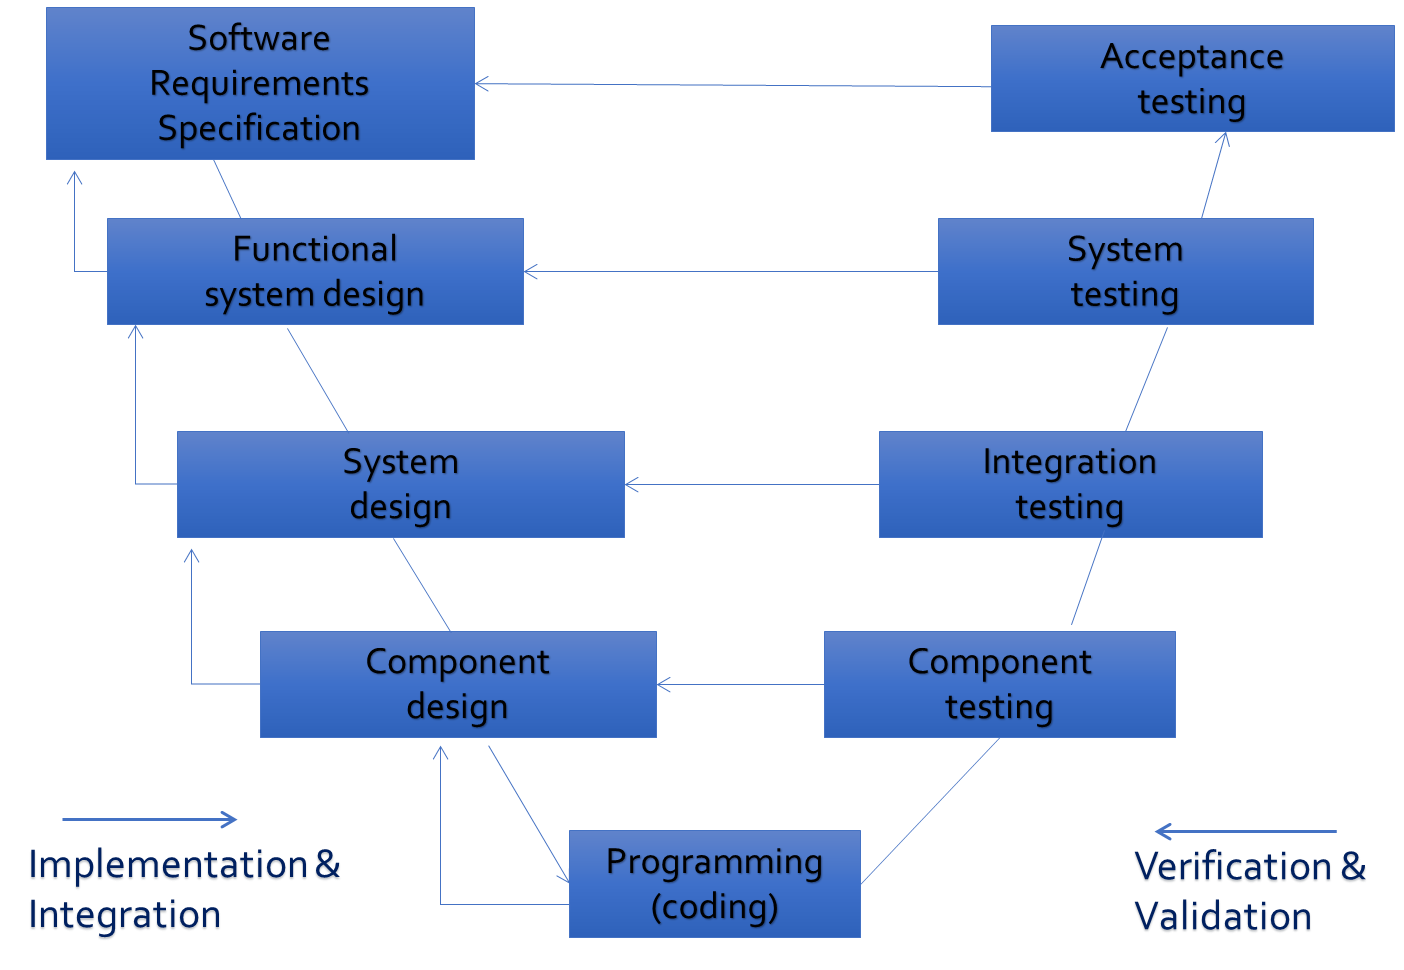 Software
Requirements
Specification
Acceptance
testing
Functional
system design
System
testing
System
design
Integration
testing
Component
design
Component
testing
Programming
(coding)
Implementation &
Integration
Verification &
Validation